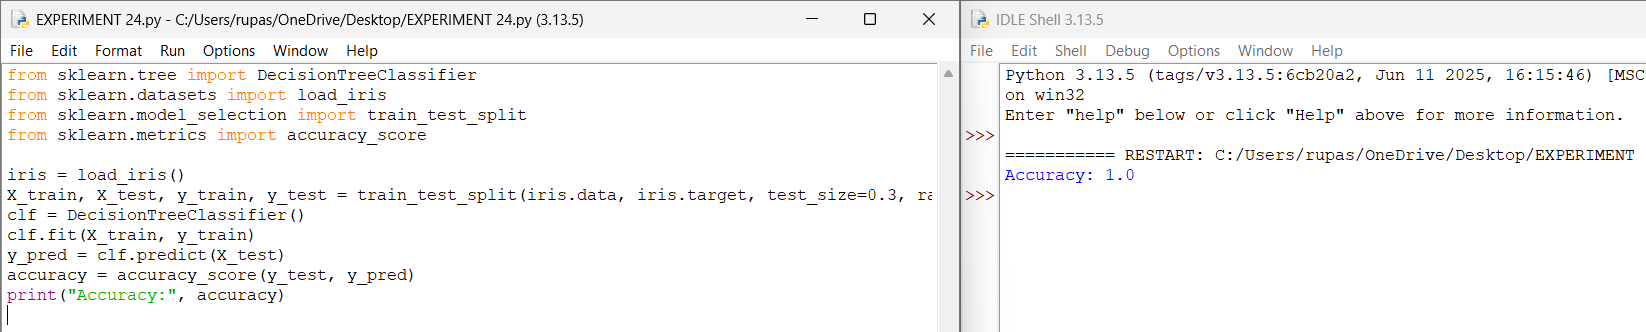 EXPERIMENT 24.py - C:/Users/rupas/OneDrive/Desktop/EXPERIMENT 24.py (3.13.5)
File Edit Format Run Options Window Help
from sklearn.tree import DecisionTreeClassifier
from sklearn.datasets import load_iris
from sklearn.model_selection import train_test_split
from sklearn.metrics import accuracy_score
iris = load_iris()
X_train, X_test, y_train, y_test = train_test_split(iris.data, iris.target, test_size=0.3, ra
clf = DecisionTreeClassifier()
clf.fit(X_train, y_train)
y_pred = clf.predict(X_test)
accuracy = accuracy_score(y_test, y_pred)
print("Accuracy:", accuracy)
IDLE Shell 3.13.5
File Edit Shell Debug Options Window Help
Python 3.13.5 (tags/v3.13.5:6cb20a2, Jun 11 2025, 16:15:46) [MSC
on win32
Enter "help" below or click "Help" above for more information.
>>>
=========== RESTART: C:/Users/rupas/OneDrive/Desktop/EXPERIMENT
Accuracy: 1.0
>>>